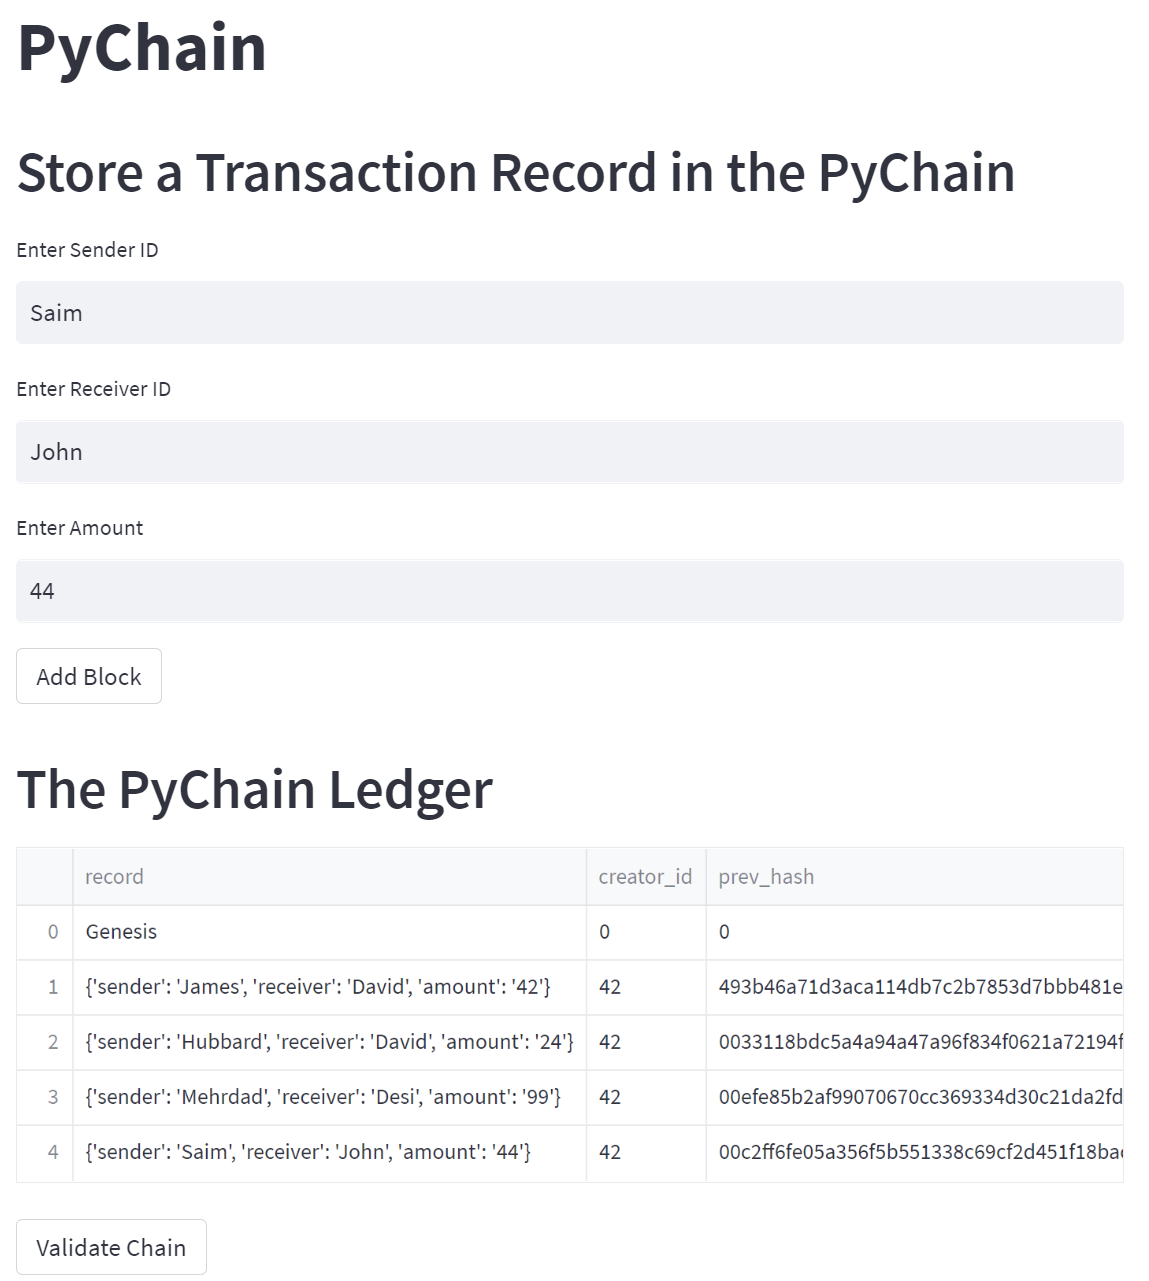 PyChain
Store a Transaction Record in the PyChain
Enter Sender ID
Saim
Enter Receiver ID
John
Enter Amount
44
Add Block
The PyChain Ledger
record creator_id prev_hash
0 Genesis 0 0
1 {'sender': 'James', 'receiver': 'David', 'amount': '42'} 42 493b46a71d3aca114db7c2b7853d7bbb481e
2 {'sender': 'Hubbard', 'receiver': 'David', 'amount': '24'} 42 0033118bdc5a4a94a47a96f834f0621a72194f
3 {'sender': 'Mehrdad', 'receiver': 'Desi', 'amount': '99'} 42 00efe85b2af99070670cc369334d30c21da2fd
4 {'sender': 'Saim', 'receiver': 'John', 'amount': '44'} 42 00c2ff6fe05a356f5b551338c69cf2d451f18ba
Validate Chain